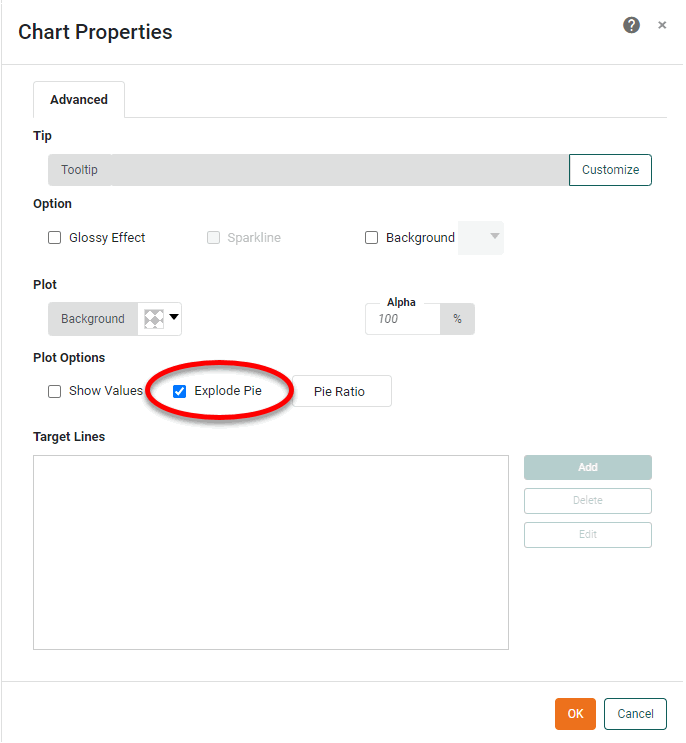 Chart Properties
?
×
Advanced
Tip
Tooltip
Customize
Option
Glossy Effect
Sparkline
Background
Plot
Background
Alpha
100
%
Plot Options
Show Values
Explode Pie
Pie Ratio
Target Lines
Add
Delete
Edit
OK
Cancel